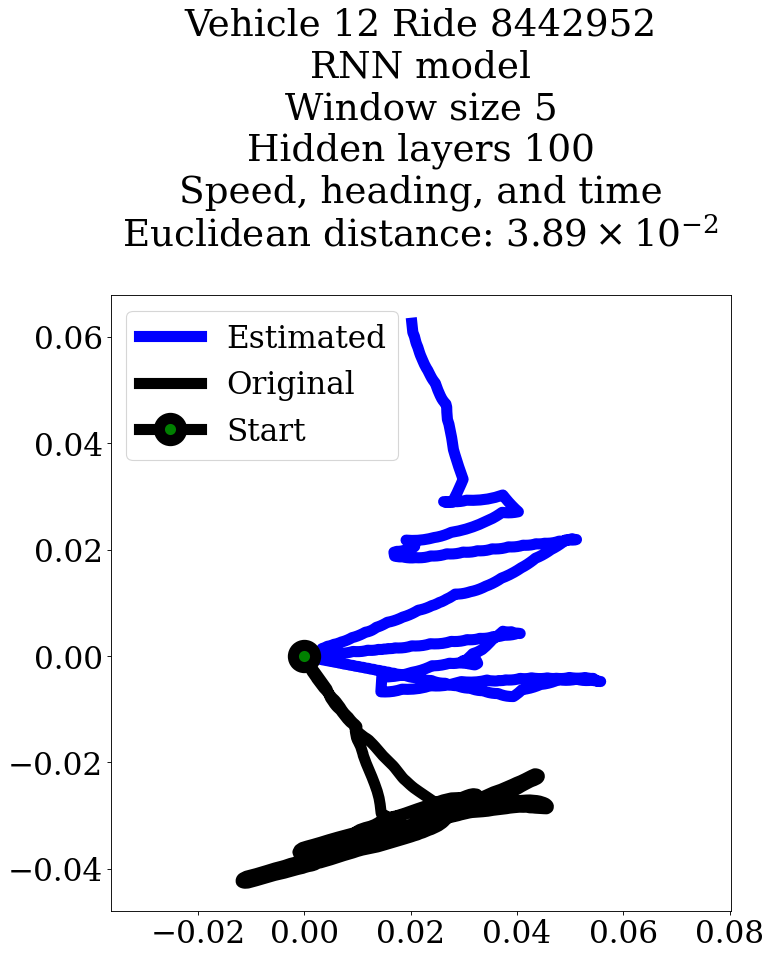 Vehicle 12 Ride 8442952
RNN model
Window size 5
Hidden layers 100
Speed, heading, and time
Euclidean distance: 3.89 × 10⁻²
Estimated
Original
Start
0.06
0.04
0.02
0.00
−0.02
−0.04
−0.02 0.00 0.02 0.04 0.06 0.08